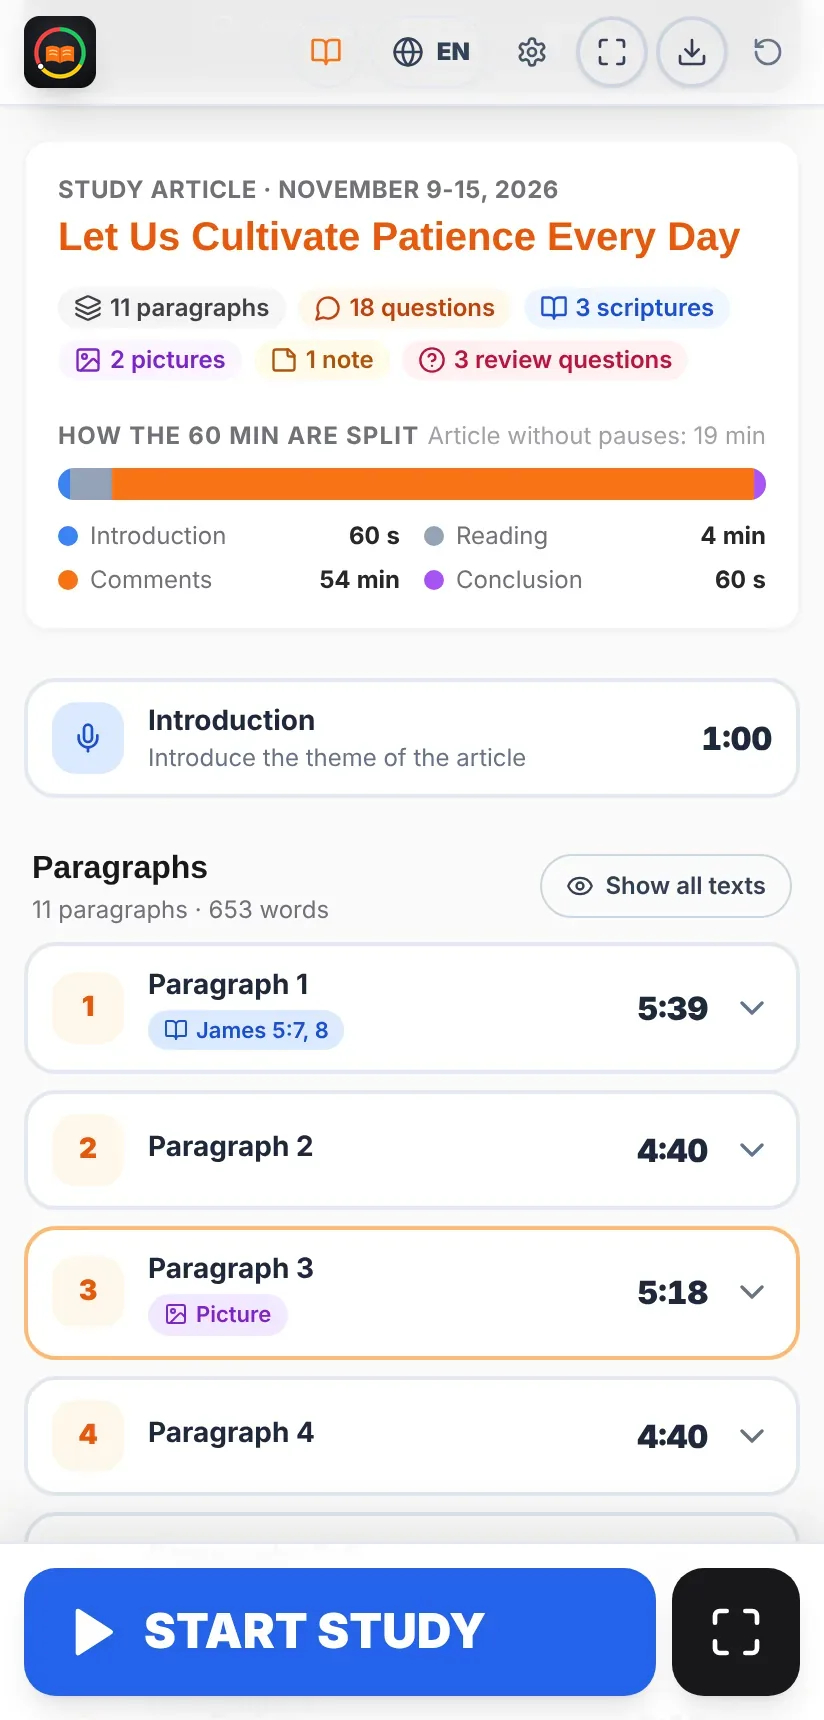 EN
STUDY ARTICLE · NOVEMBER 9-15, 2026
Let Us Cultivate Patience Every Day
11 paragraphs 18 questions 3 scriptures
2 pictures 1 note 3 review questions
HOW THE 60 MIN ARE SPLIT Article without pauses: 19 min
Introduction 60 s Reading 4 min
Comments 54 min Conclusion 60 s
Introduction
Introduce the theme of the article
1:00
Paragraphs
11 paragraphs · 653 words
Show all texts
1 Paragraph 1 5:39
James 5:7, 8
2 Paragraph 2 4:40
3 Paragraph 3 5:18
Picture
4 Paragraph 4 4:40
START STUDY